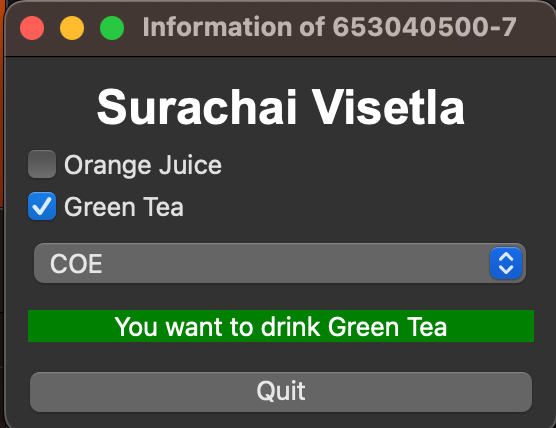 Information of 653040500-7
Surachai Visetla
Orange Juice
Green Tea
COE
You want to drink Green Tea
Quit